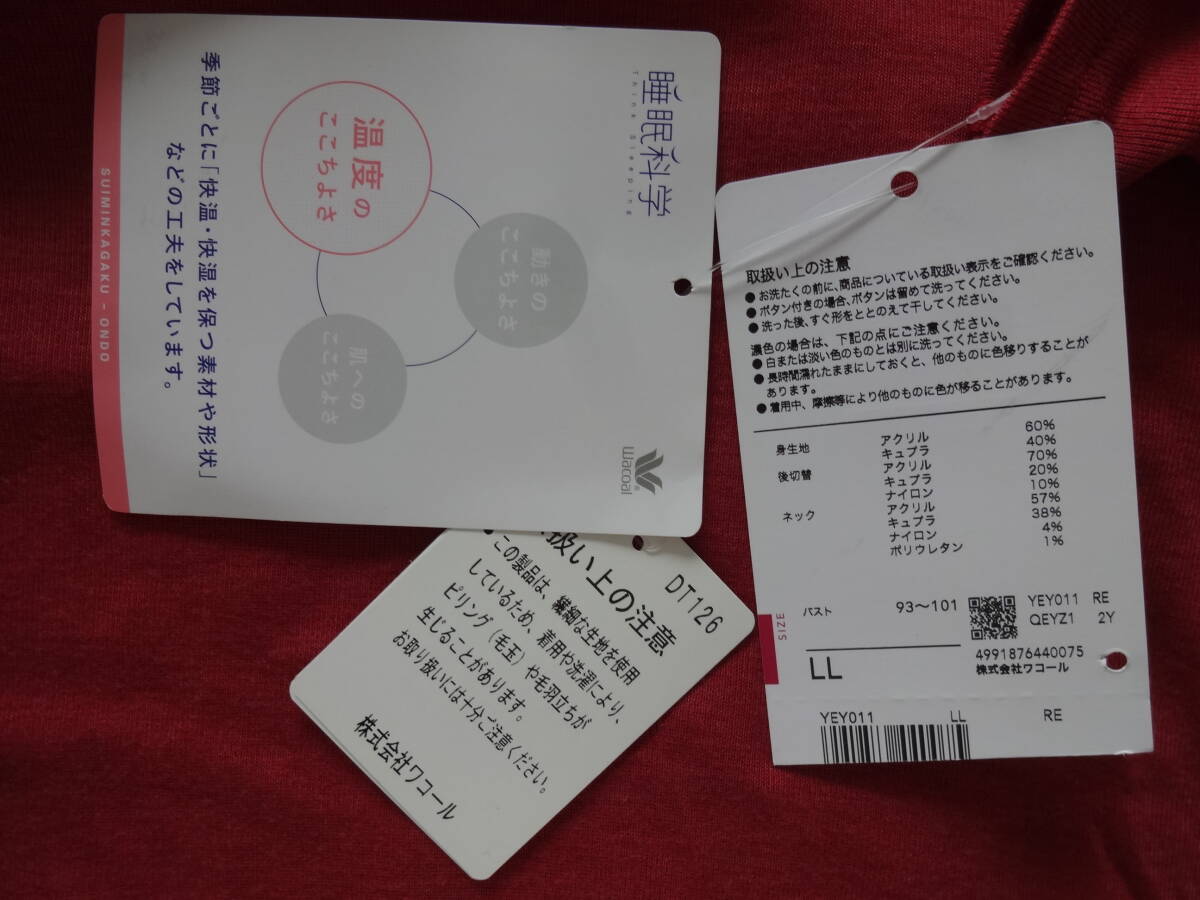 睡眠科学
Think Sleeping
動きの
ここちよさ
温度の
ここちよさ
肌への
ここちよさ
季節ごとに「快温・快湿を保つ素材や形状」
などの工夫をしています。
SUIMINKAGAKU - ONDO
Wacoal
取扱い上の注意
●お洗たくの前に、商品についている取扱い表示をご確認ください。
●ボタン付きの場合、ボタンは留めて洗ってください。
●洗った後、すぐ形をととのえて干してください。
濃色の場合は、下記の点にご注意ください。
●白または淡い色のものとは別に洗ってください。
●長時間濡れたままにしておくと、他のものに色移りすることが
あります。
●着用中、摩擦等により他のものに色が移ることがあります。
身生地 アクリル 60%
キュプラ 40%
後切替 アクリル 70%
キュプラ 20%
ナイロン 10%
ネック アクリル 57%
キュプラ 38%
ナイロン 4%
ポリウレタン 1%
SIZE
バスト 93〜101
LL
YEY011 RE
QEYZ1 2Y
4991876440075
株式会社ワコール
YEY011 LL RE
DT126
扱い上の注意
この製品は、繊細な生地を使用
しているため、着用や洗濯により、
ピリング(毛玉)や毛羽立ちが
生じることがあります。
お取り扱いには十分ご注意ください。
株式会社ワコール